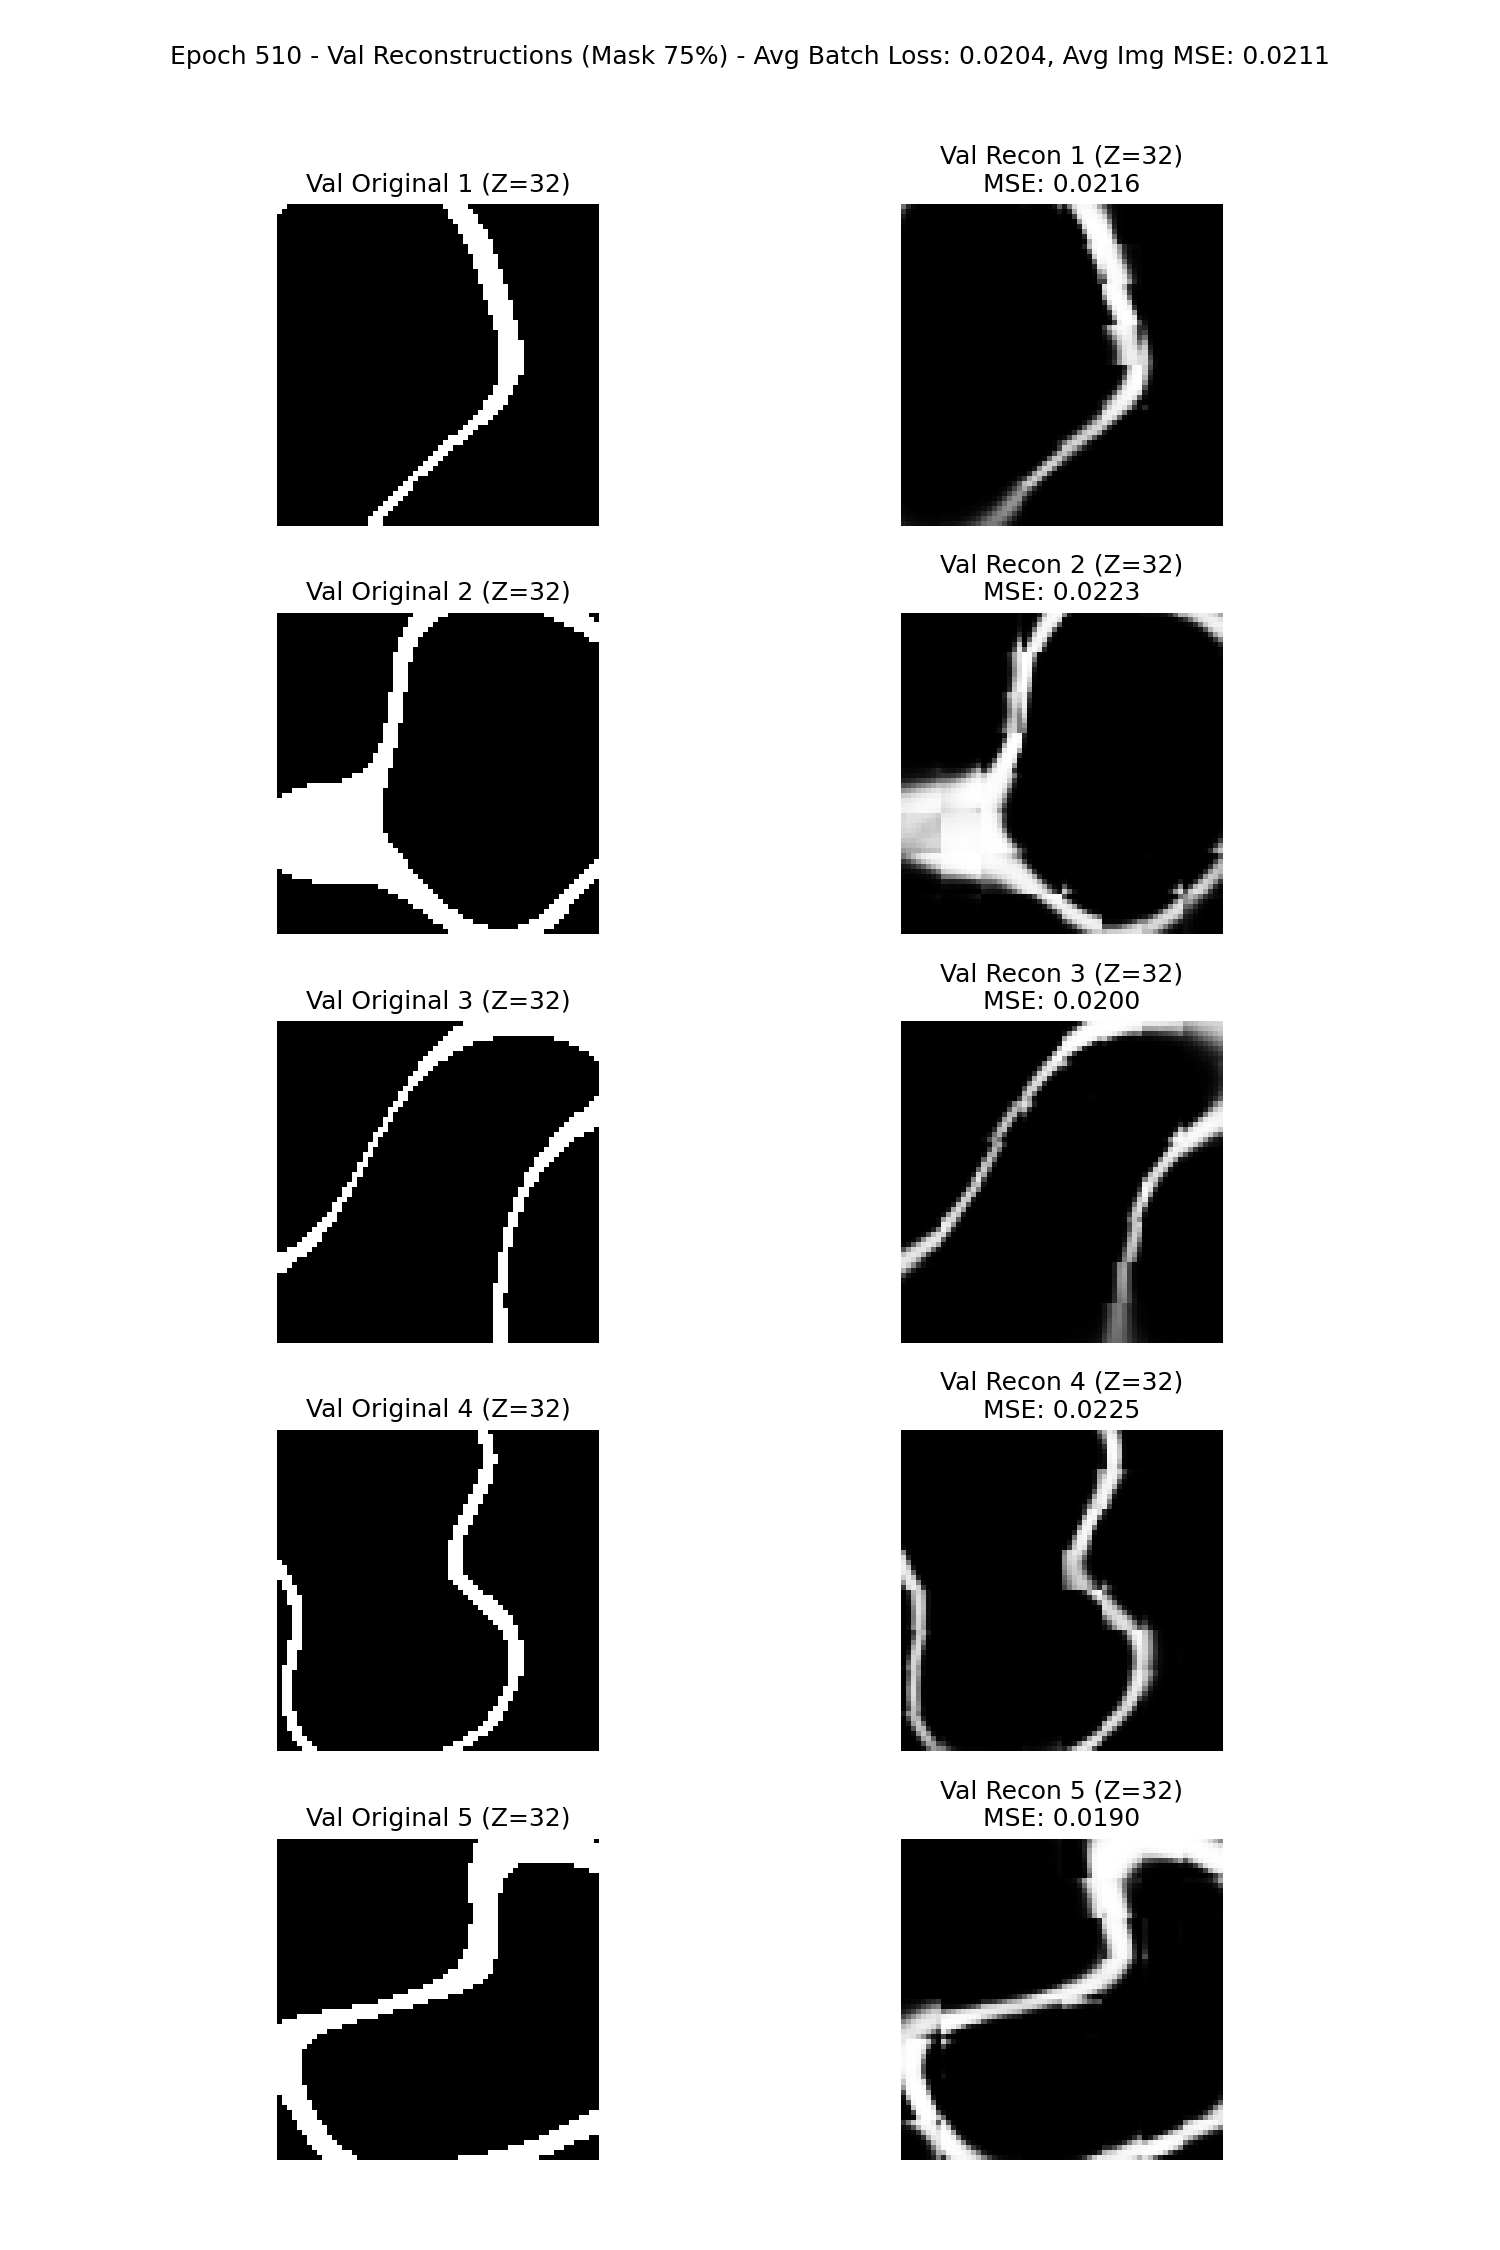 Epoch 510 - Val Reconstructions (Mask 75%) - Avg Batch Loss: 0.0204, Avg Img MSE: 0.0211
Val Original 1 (Z=32)
Val Recon 1 (Z=32)
MSE: 0.0216
Val Original 2 (Z=32)
Val Recon 2 (Z=32)
MSE: 0.0223
Val Original 3 (Z=32)
Val Recon 3 (Z=32)
MSE: 0.0200
Val Original 4 (Z=32)
Val Recon 4 (Z=32)
MSE: 0.0225
Val Original 5 (Z=32)
Val Recon 5 (Z=32)
MSE: 0.0190